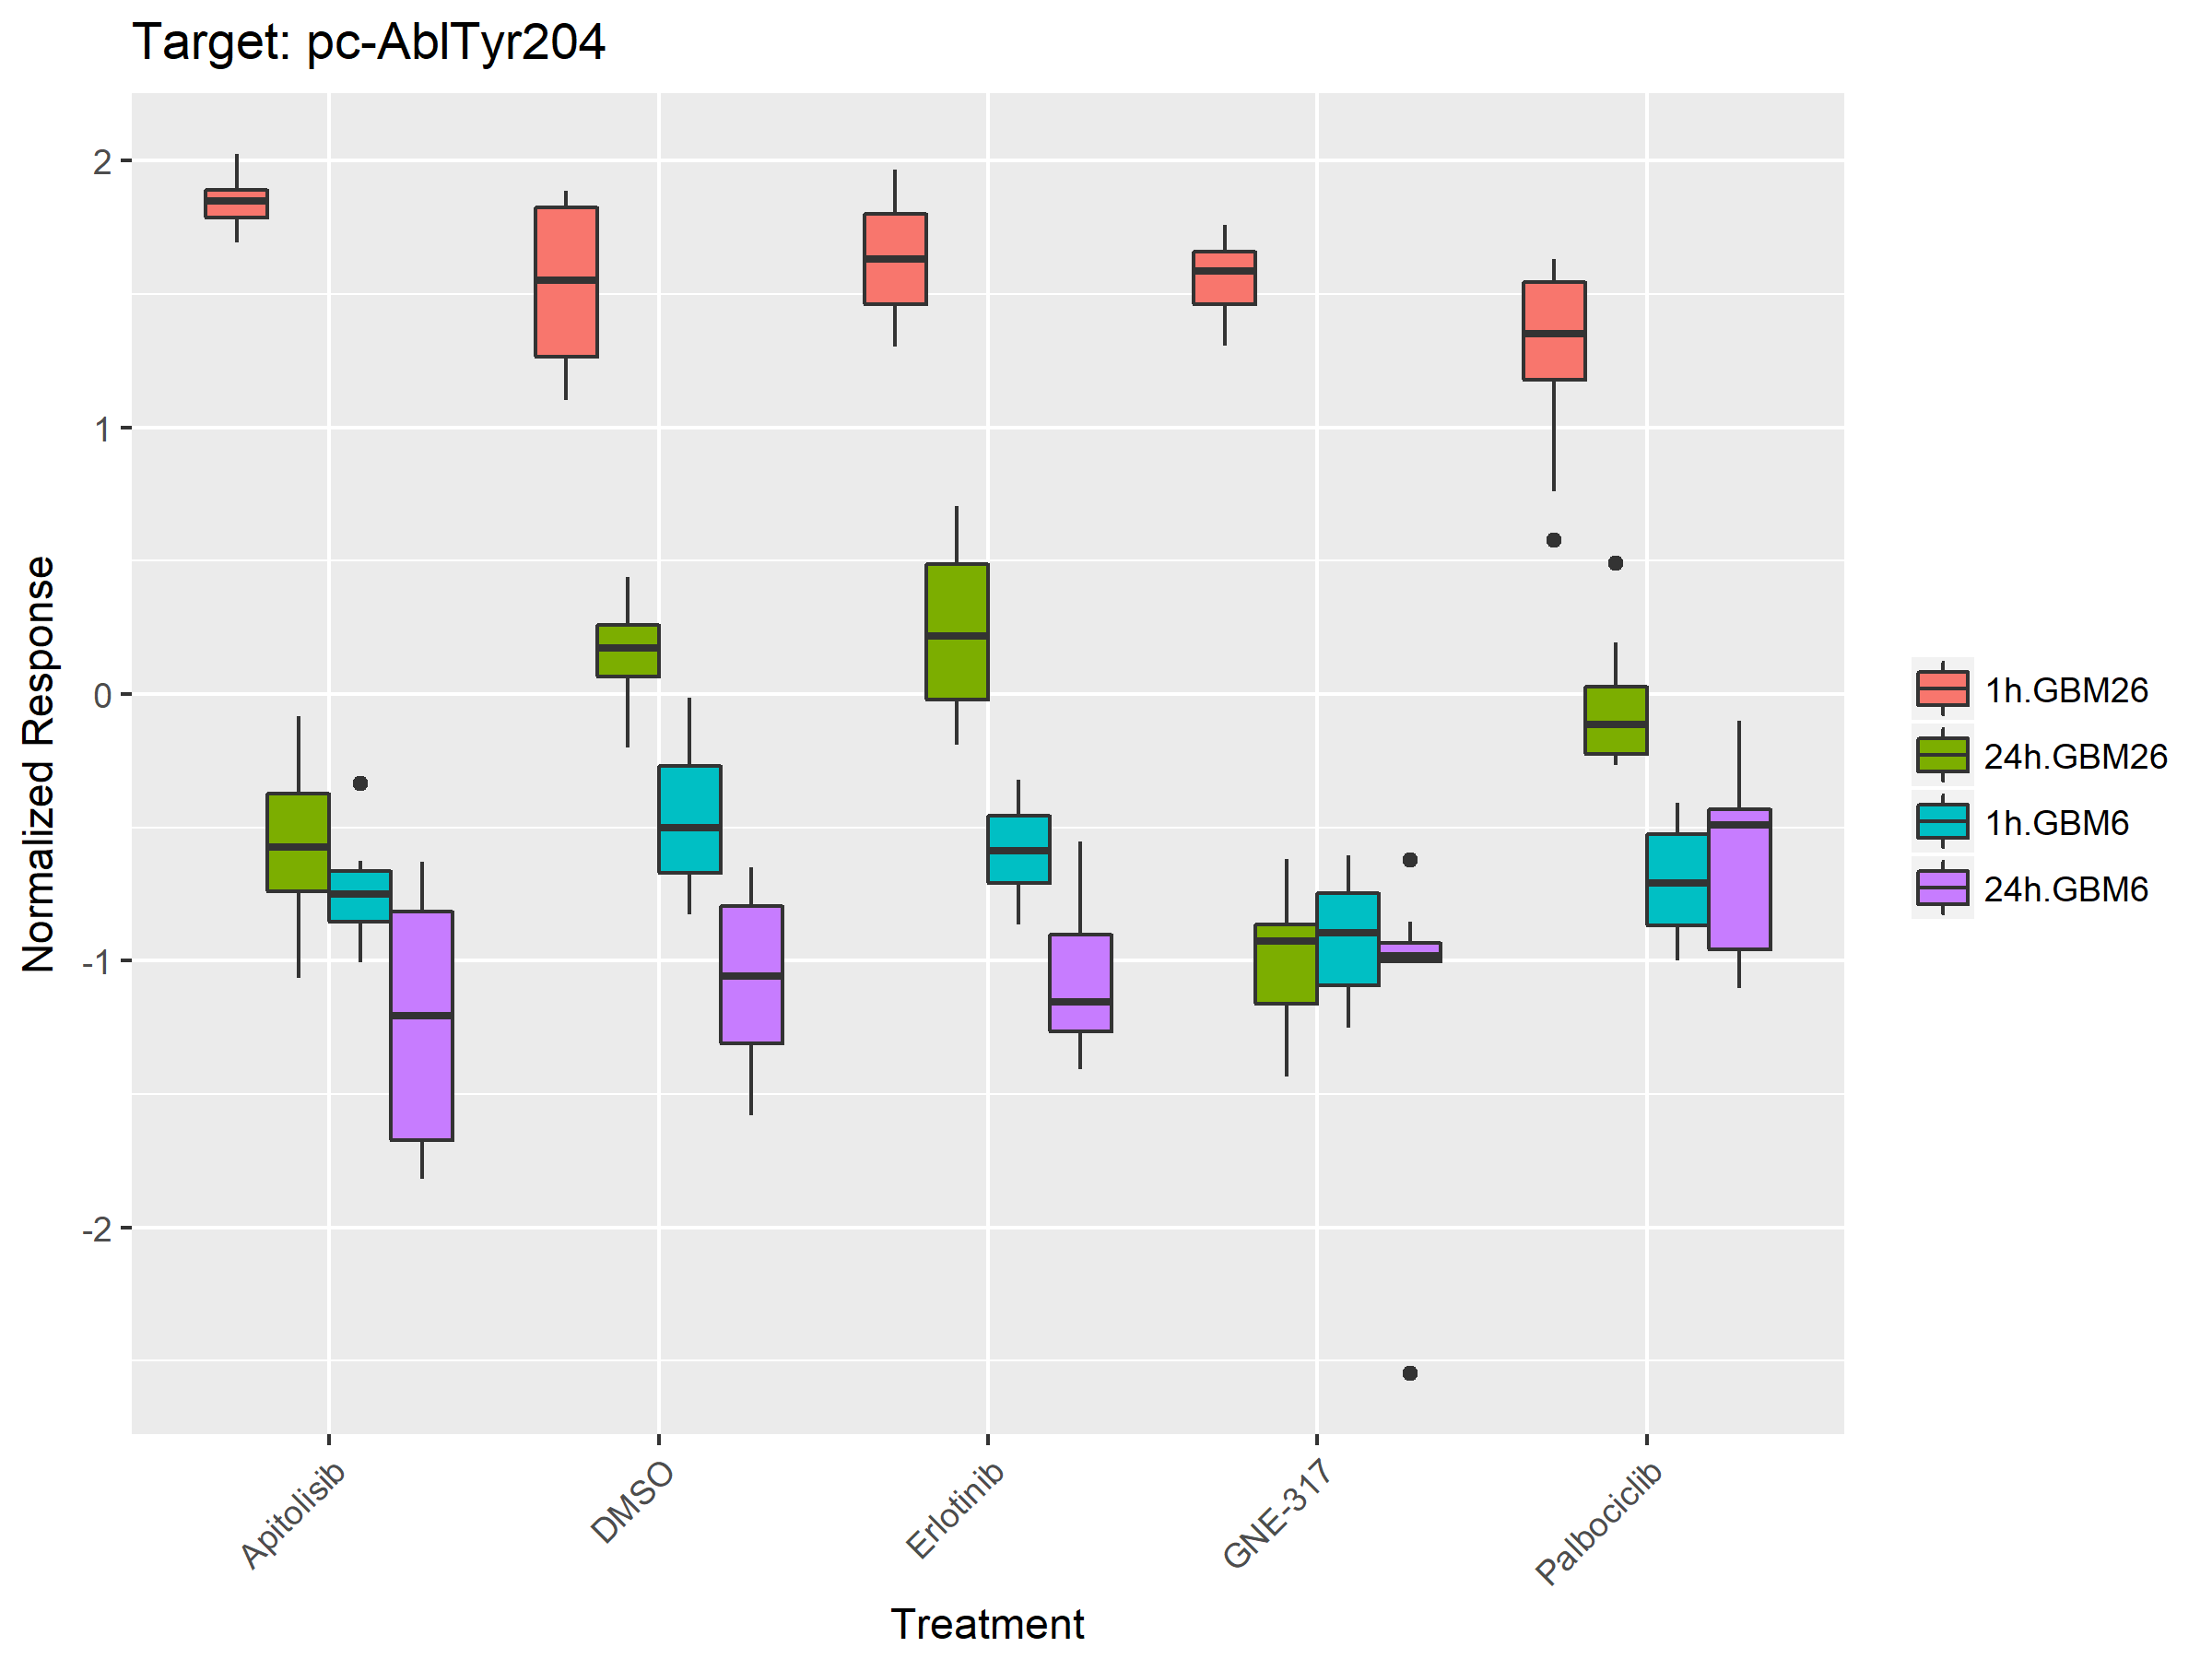 Target: pc-AblTyr204
Normalized Response
2
1
0
-1
-2
Apitolisib
DMSO
Erlotinib
GNE-317
Palbociclib
Treatment
1h.GBM26
24h.GBM26
1h.GBM6
24h.GBM6